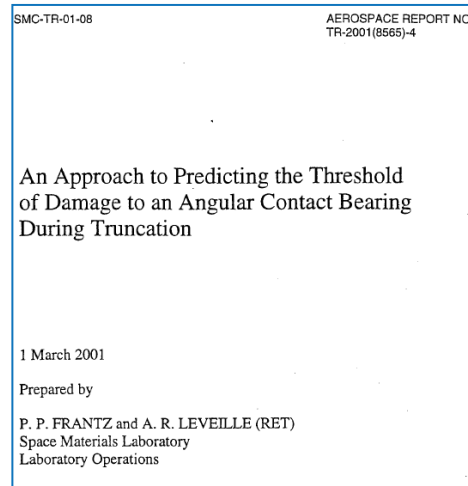 SMC-TR-01-08
AEROSPACE REPORT NO
TR-2001(8565)-4
An Approach to Predicting the Threshold
of Damage to an Angular Contact Bearing
During Truncation
1 March 2001
Prepared by
P. P. FRANTZ and A. R. LEVEILLE (RET)
Space Materials Laboratory
Laboratory Operations